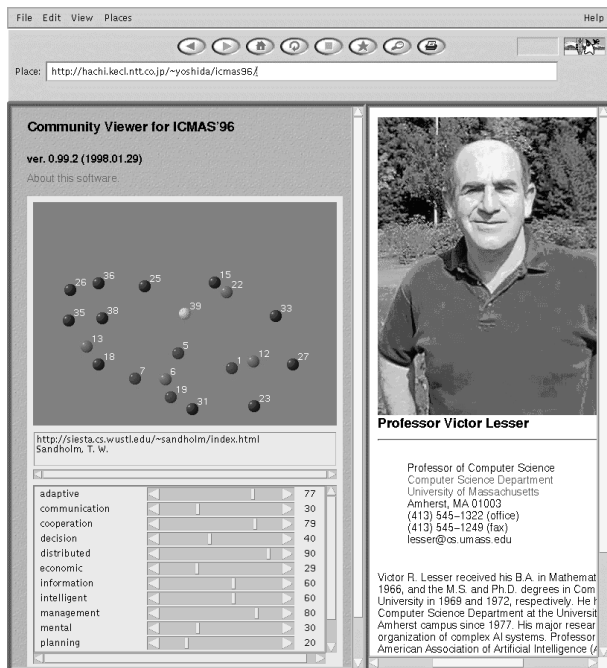 File Edit View Places Help
Place: http://hachi.kecl.ntt.co.jp/~yoshida/icmas96/
Community Viewer for ICMAS'96
ver. 0.99.2 (1998.01.29)
About this software.
36
26
25
15
22
39
35
38
33
13
5
18
1
12
27
7
6
19
31
23
http://siesta.cs.wustl.edu/~sandholm/index.html
Sandholm, T. W.
adaptive 77
communication 30
cooperation 79
decision 40
distributed 90
economic 29
information 60
intelligent 60
management 80
mental 30
planning 20
Professor Victor Lesser
Professor of Computer Science
Computer Science Department
University of Massachusetts
Amherst, MA 01003
(413) 545-1322 (office)
(413) 545-1249 (fax)
lesser@cs.umass.edu
Victor R. Lesser received his B.A. in Mathemat
1966, and the M.S. and Ph.D. degrees in Com
University in 1969 and 1972, respectively. He h
Computer Science Department at the Universit
Amherst campus since 1977. His major resear
organization of complex AI systems. Professor
American Association of Artificial Intelligence (A